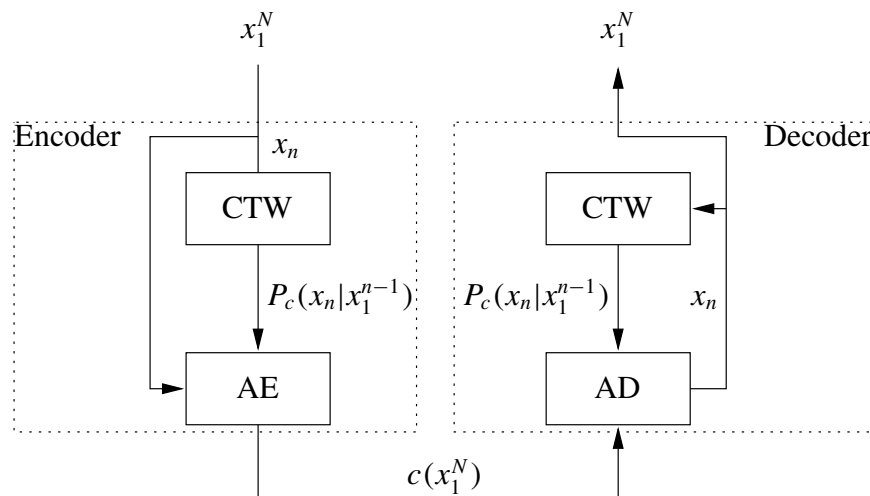 x_1^N x_1^N
Encoder Decoder
x_n
CTW CTW
P_c(x_n|x_1^{n-1}) P_c(x_n|x_1^{n-1}) x_n
AE AD
c(x_1^N)